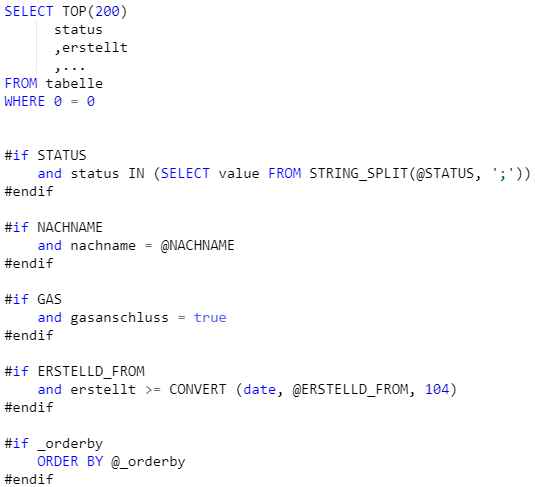 SELECT TOP(200)
status
,erstellt
,...
FROM tabelle
WHERE 0 = 0
#if STATUS
and status IN (SELECT value FROM STRING_SPLIT(@STATUS, ';'))
#endif
#if NACHNAME
and nachname = @NACHNAME
#endif
#if GAS
and gasanschluss = true
#endif
#if ERSTELLD_FROM
and erstellt >= CONVERT (date, @ERSTELLD_FROM, 104)
#endif
#if _orderby
ORDER BY @_orderby
#endif